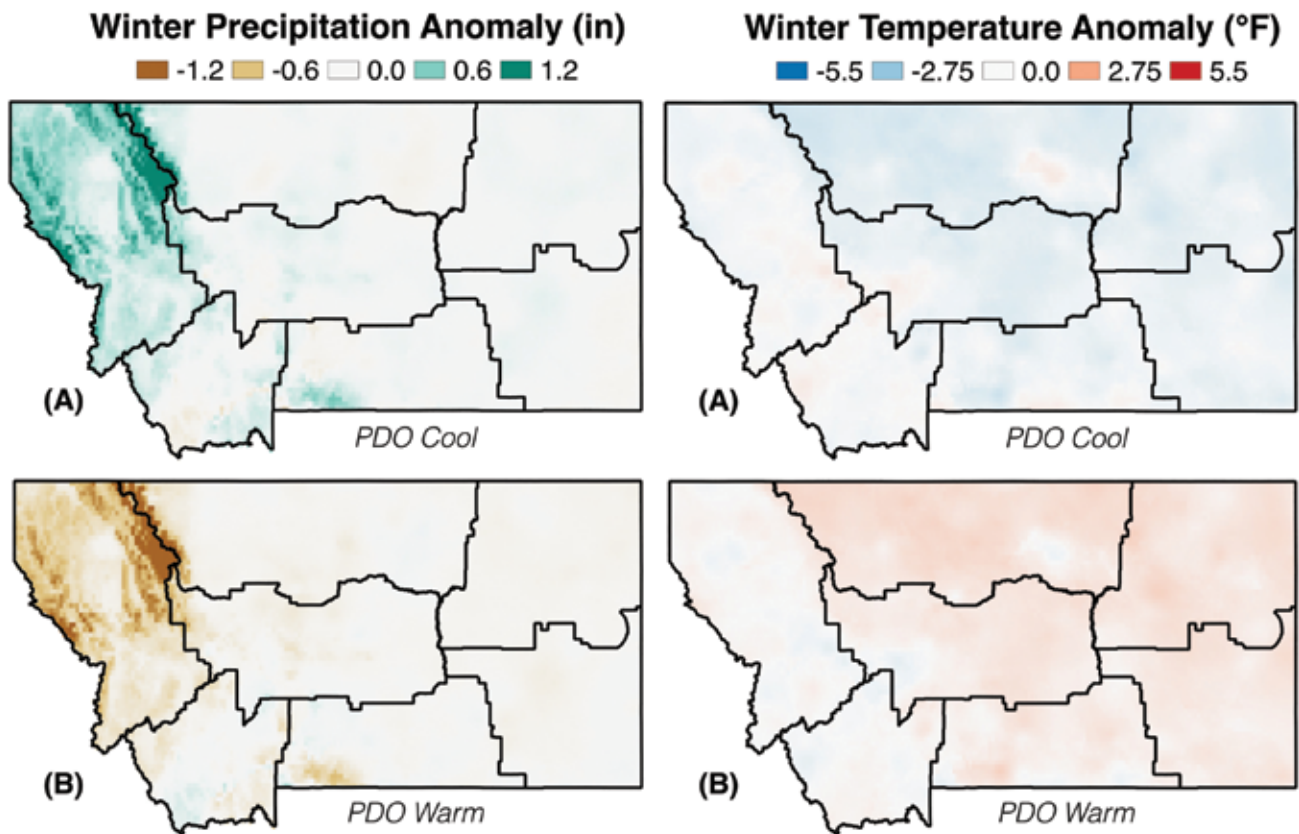 Winter Precipitation Anomaly (in)
-1.2 -0.6 0.0 0.6 1.2
(A)
PDO Cool
(B)
PDO Warm
Winter Temperature Anomaly (°F)
-5.5 -2.75 0.0 2.75 5.5
(A)
PDO Cool
(B)
PDO Warm